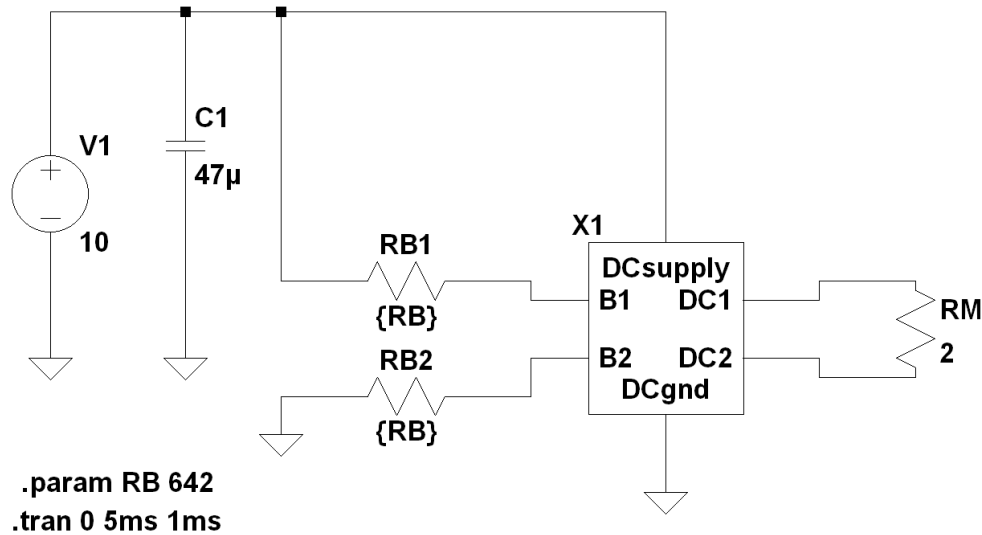 C1
V1
47µ
10
X1
RB1
DCsupply
B1 DC1
RM
{RB}
RB2
B2 DC2
2
DCgnd
{RB}
.param RB 642
.tran 0 5ms 1ms